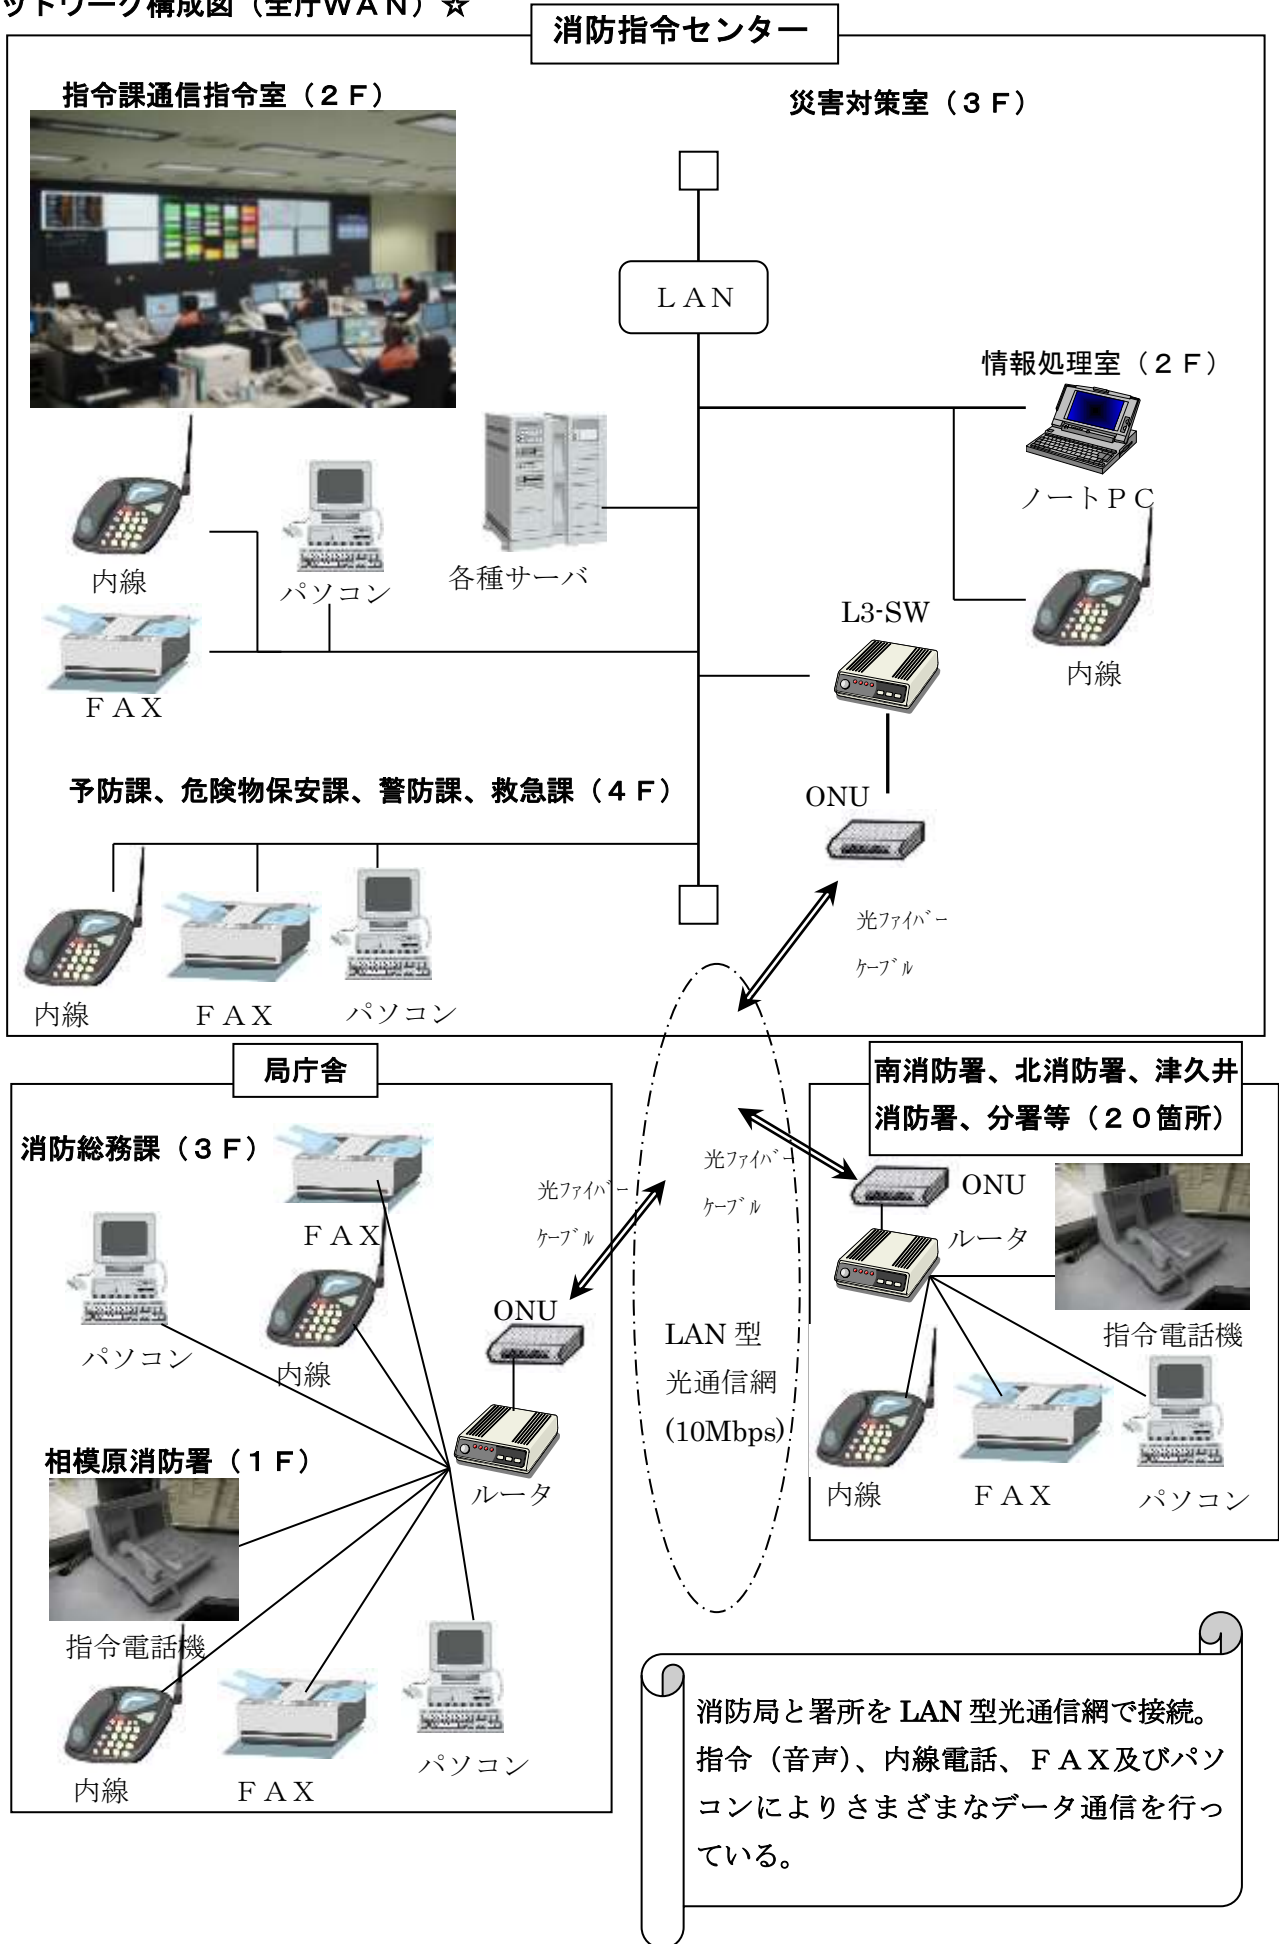 ットワーク構成図（全庁ＷＡＮ）☆
消防指令センター
指令課通信指令室（２Ｆ）
災害対策室（３Ｆ）
ＬＡＮ
情報処理室（２Ｆ）
ノートＰＣ
内線
パソコン
各種サーバ
ＦＡＸ
L3-SW
内線
予防課、危険物保安課、警防課、救急課（４Ｆ）
ONU
光ﾌｧｲﾊﾞｰ
ｹｰﾌﾞﾙ
内線
ＦＡＸ
パソコン
局庁舎
南消防署、北消防署、津久井
消防署、分署等（２０箇所）
消防総務課（３Ｆ）
ＦＡＸ
光ﾌｧｲﾊﾞｰ
ｹｰﾌﾞﾙ
光ﾌｧｲﾊﾞｰ
ｹｰﾌﾞﾙ
ONU
ルータ
パソコン
内線
ONU
LAN 型
光通信網
(10Mbps)
指令電話機
相模原消防署（１Ｆ）
ルータ
内線
ＦＡＸ
パソコン
指令電話機
内線
ＦＡＸ
パソコン
消防局と署所を LAN 型光通信網で接続。
指令（音声）、内線電話、ＦＡＸ及びパソ
コンによりさまざまなデータ通信を行っ
ている。